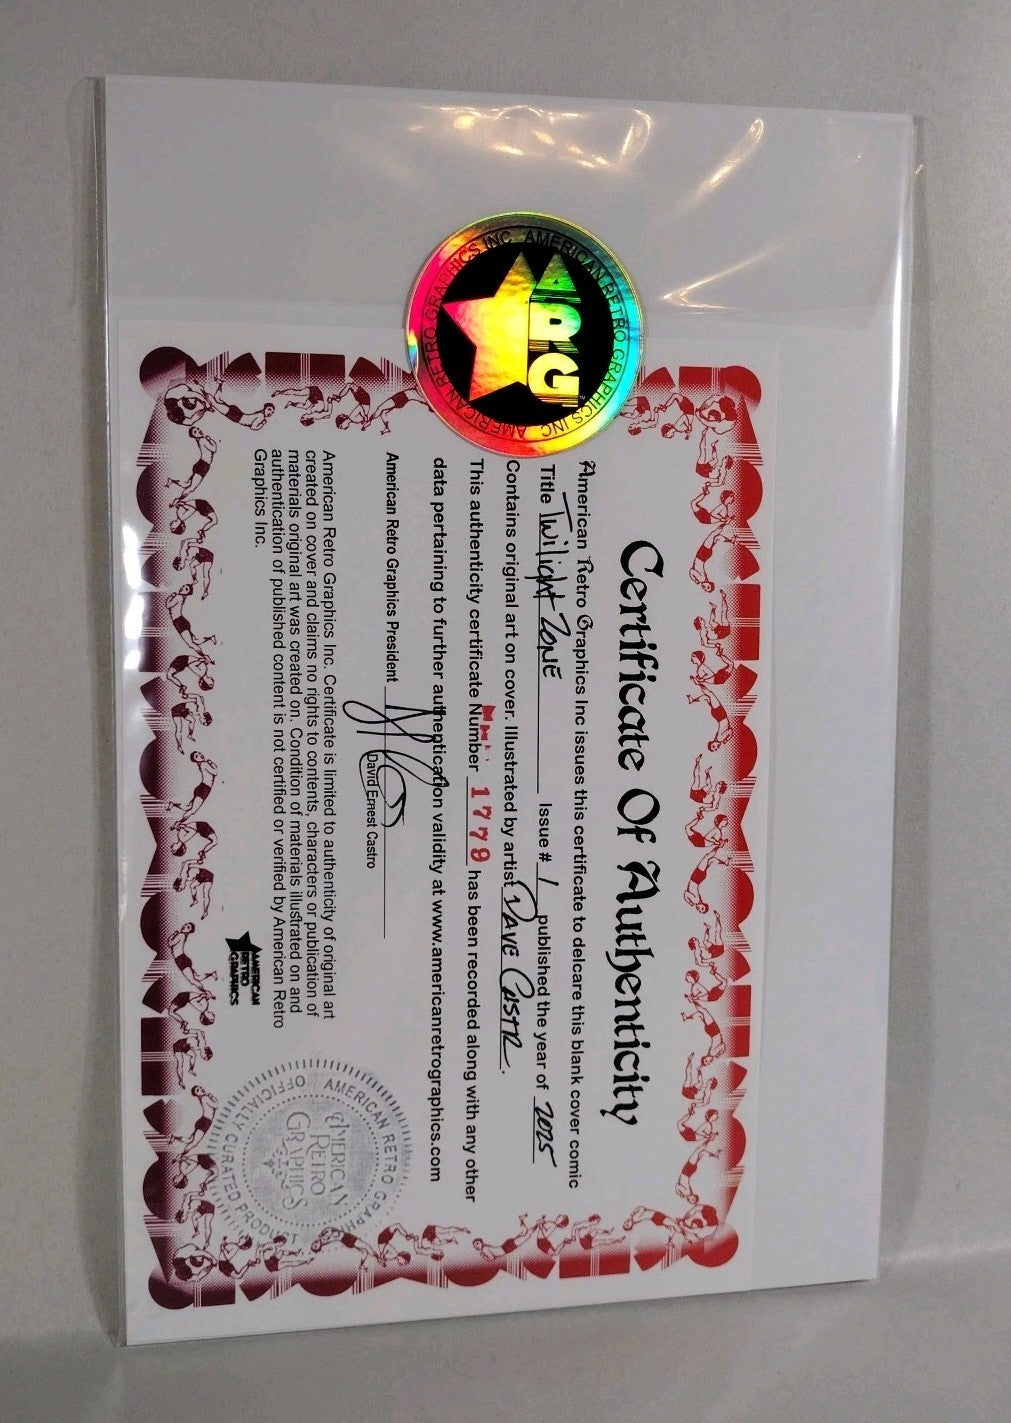 AMERICAN RETRO GRAPHICS INC. AMERICAN RETRO GRAPHICS INC.
ARG
TM
Certificate Of Authenticity
American Retro Graphics Inc issues this certificate to delcare this blank cover comic
Title Twilight Zone Issue # 1 published the year of 2025
Contains original art on cover. Illustrated by artist Dave Castr.
This authenticity certificate Number 1779 has been recorded along with any other
data pertaining to further authentication validity at www.americanretrographics.com
American Retro Graphics President
David Ernest Castro
American Retro Graphics Inc. Certificate is limited to authenticity of original art
created on cover and claims no rights to contents, characters or publication of
materials original art was created on. Condition of materials illustrated on and
authentication of published content is not certified or verified by American Retro
Graphics Inc.
AMERICAN
RETRO
GRAPHICS
AMERICAN RETRO GRAPHICS
OFFICIALLY CURATED PRODUCT
AMERICAN
RETRO
GRAPHICS